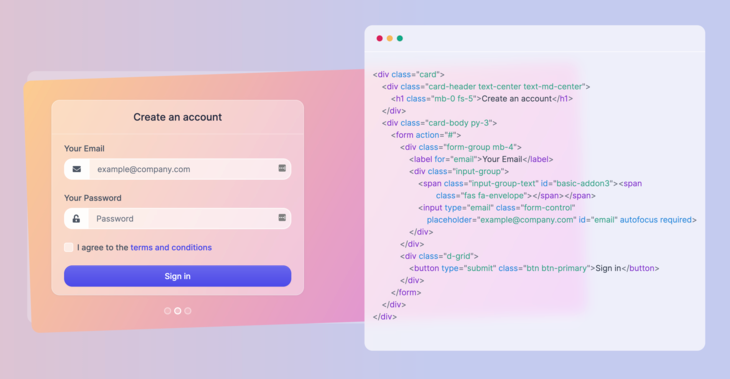 Create an account
Your Email
example@company.com
Your Password
Password
I agree to the terms and conditions
Sign in
<div class="card">
<div class="card-header text-center text-md-center">
<h1 class="mb-0 fs-5">Create an account</h1>
</div>
<div class="card-body py-3">
<form action="#">
<div class="form-group mb-4">
<label for="email">Your Email</label>
<div class="input-group">
<span class="input-group-text" id="basic-addon3"><span
class="fas fa-envelope"></span></span>
<input type="email" class="form-control"
placeholder="example@company.com" id="email" autofocus required>
</div>
</div>
<div class="d-grid">
<button type="submit" class="btn btn-primary">Sign in</button>
</div>
</form>
</div>
</div>